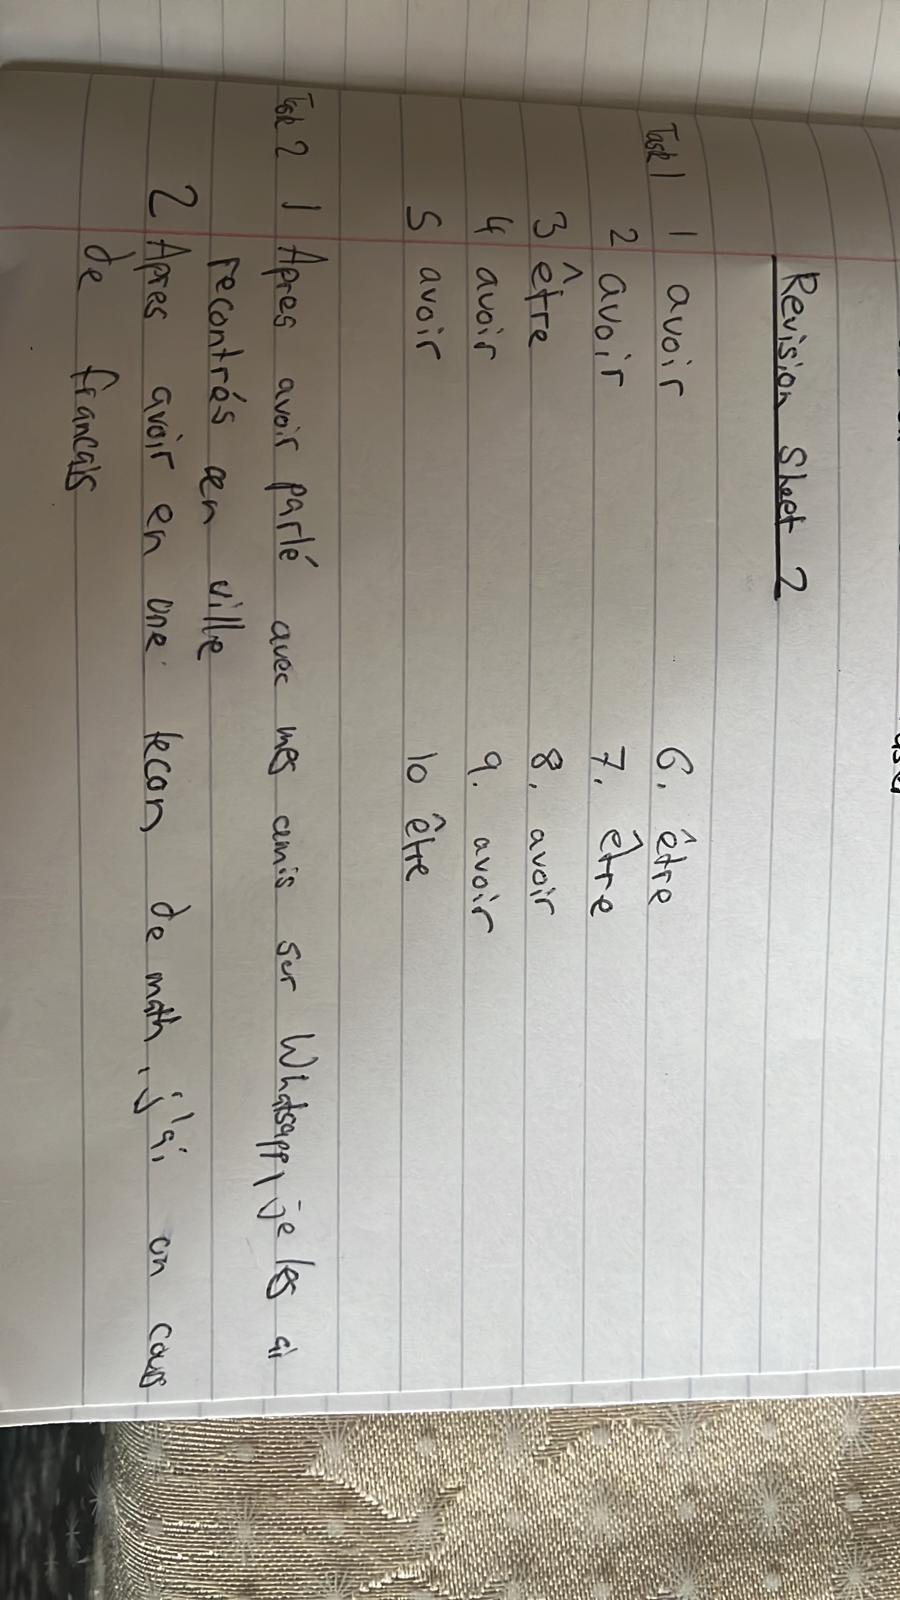 Revision Sheet 2
Task 1 1 avoir 6. être
2 avoir 7. être
3 être 8. avoir
4 avoir 9. avoir
5 avoir 10 être
Task 2 1 Apres avoir parlé avec mes amis sur Whatsapp, je les ai
recontrés en ville
2 Apres avoir en une lecon de math, j'ai un cours
de francais